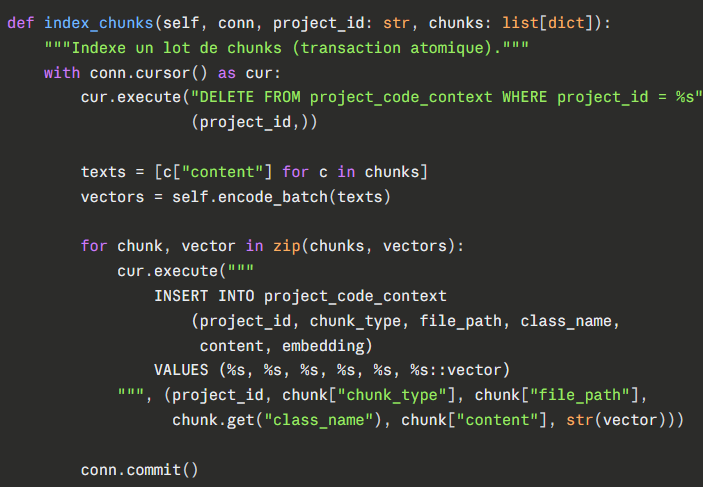 def index_chunks(self, conn, project_id: str, chunks: list[dict]):
    """Indexe un lot de chunks (transaction atomique)."""
    with conn.cursor() as cur:
        cur.execute("DELETE FROM project_code_context WHERE project_id = %s"
                    (project_id,))

        texts = [c["content"] for c in chunks]
        vectors = self.encode_batch(texts)

        for chunk, vector in zip(chunks, vectors):
            cur.execute("""
                INSERT INTO project_code_context
                    (project_id, chunk_type, file_path, class_name,
                     content, embedding)
                VALUES (%s, %s, %s, %s, %s, %s::vector)
            """, (project_id, chunk["chunk_type"], chunk["file_path"],
                  chunk.get("class_name"), chunk["content"], str(vector)))

        conn.commit()